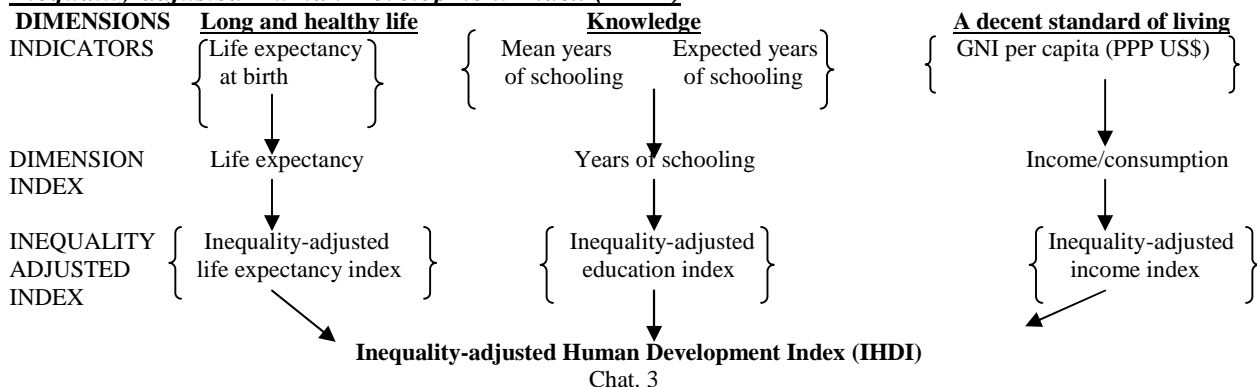 DIMENSIONS Long and healthy life Knowledge A decent standard of living
INDICATORS Life expectancy Mean years Expected years GNI per capita (PPP US$)
at birth of schooling of schooling
DIMENSION Life expectancy Years of schooling Income/consumption
INDEX
INEQUALITY Inequality-adjusted Inequality-adjusted Inequality-adjusted
ADJUSTED life expectancy index education index income index
INDEX
Inequality-adjusted Human Development Index (IHDI)
Chat. 3